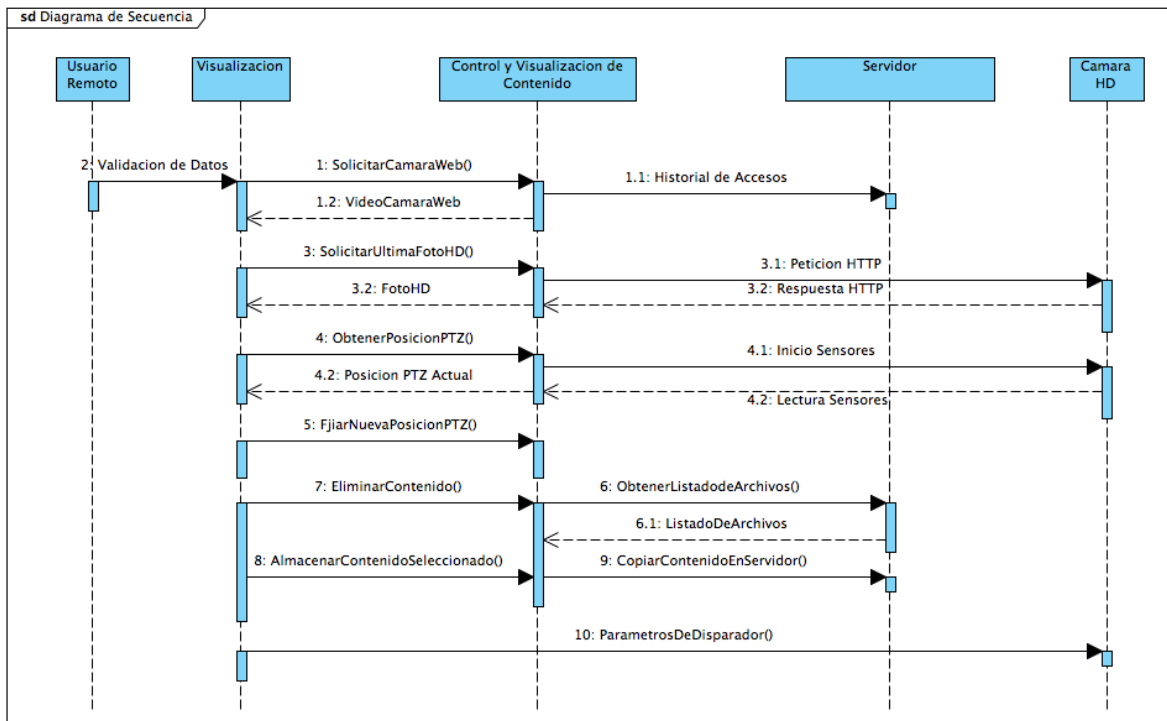 sd Diagrama de Secuencia
Usuario
Remoto
Visualizacion
Control y Visualizacion de
Contenido
Servidor
Camara
HD
2: Validacion de Datos
1: SolicitarCamaraWeb()
1.1: Historial de Accesos
1.2: VideoCamaraWeb
3: SolicitarUltimaFotoHD()
3.1: Peticion HTTP
3.2: FotoHD
3.2: Respuesta HTTP
4: ObtenerPosicionPTZ()
4.1: Inicio Sensores
4.2: Posicion PTZ Actual
4.2: Lectura Sensores
5: FjiarNuevaPosicionPTZ()
7: EliminarContenido()
6: ObtenerListadodeArchivos()
6.1: ListadoDeArchivos
8: AlmacenarContenidoSeleccionado()
9: CopiarContenidoEnServidor()
10: ParametrosDeDisparador()